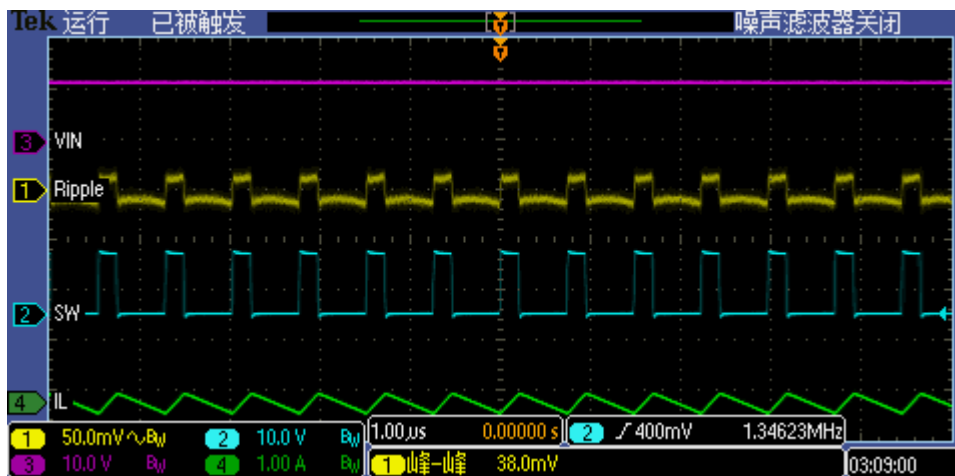 Tek 运行 已被触发 噪声滤波器关闭
T
T
3 VIN
1 Ripple
2 SW
4 IL
1 50.0mV∿BW 2 10.0 V BW 1.00μs 0.00000 s 2 ∫400mV 1.34623MHz
3 10.0 V BW 4 1.00 A BW 1 山峰-山峰 38.0mV 03:09:00